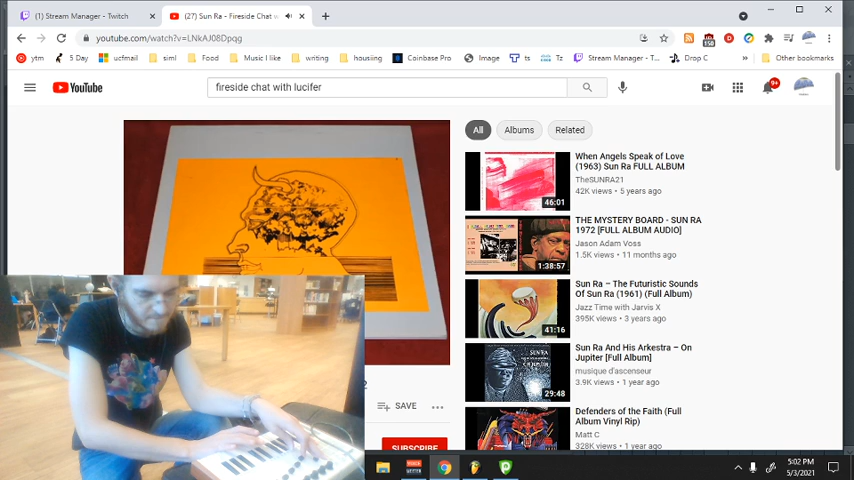 (1) Stream Manager - Twitch
(27) Sun Ra - Fireside Chat w
youtube.com/watch?v=LNkAJ08Dpqg
150
ytm
5 Day
ucfmail
siml
Food
Music I like
writing
housiing
Coinbase Pro
Image
ts
Tz
Stream Manager - T...
Drop C
»
Other bookmarks
YouTube
fireside chat with lucifer
9+
All
Albums
Related
When Angels Speak of Love
(1963) Sun Ra FULL ALBUM
TheSUNRA21
42K views • 5 years ago
46:01
THE MYSTERY BOARD - SUN RA
1972 [FULL ALBUM AUDIO]
Jason Adam Voss
1.5K views • 11 months ago
1:38:57
Sun Ra – The Futuristic Sounds
Of Sun Ra (1961) (Full Album)
Jazz Time with Jarvis X
395K views • 3 years ago
41:16
Sun Ra And His Arkestra – On
Jupiter [Full Album]
musique d'ascenseur
3.9K views • 1 year ago
29:48
SUN RA
Defenders of the Faith (Full
Album Vinyl Rip)
Matt C
328K views • 1 year ago
SAVE
SUBSCRIBE
5:02 PM
5/3/2021